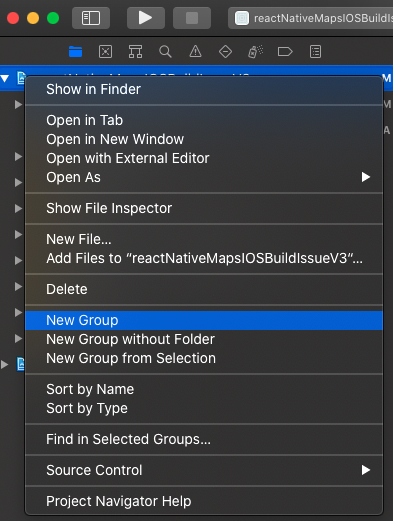 reactNativeMapsIOSBuildIs
M
Show in Finder
M
Open in Tab
A
Open in New Window
Open with External Editor
Open As
Show File Inspector
New File...
Add Files to “reactNativeMapsIOSBuildIssueV3”...
Delete
New Group
New Group without Folder
New Group from Selection
Sort by Name
Sort by Type
Find in Selected Groups...
Source Control
Project Navigator Help